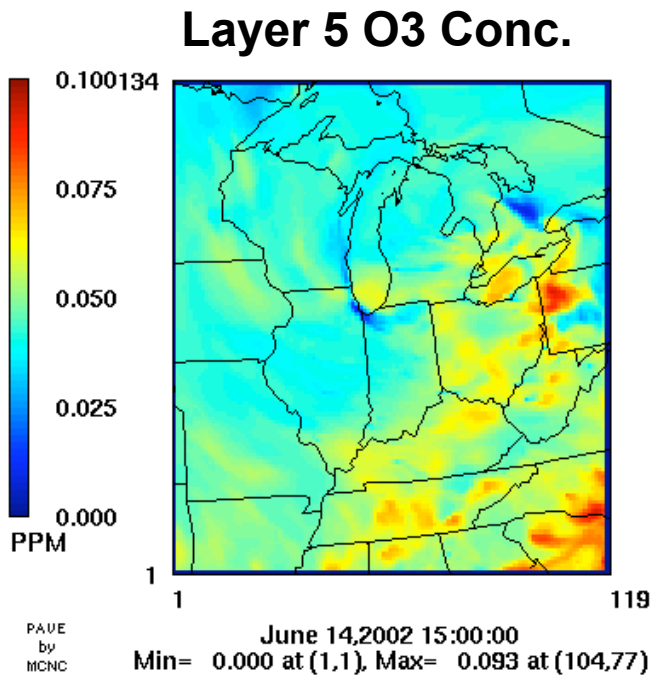 Layer 5 O3 Conc.
0.100
0.075
0.050
0.025
0.000
PPM
134
1
1
119
PAVE
by
MCNC
June 14,2002 15:00:00
Min= 0.000 at (1,1), Max= 0.093 at (104,77)